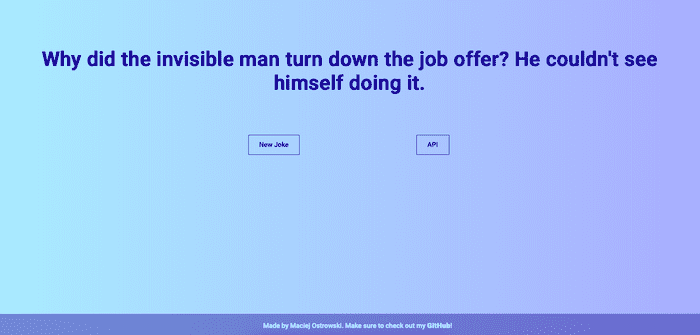 Why did the invisible man turn down the job offer? He couldn't see
himself doing it.
New Joke
API
Made by Maciej Ostrowski. Make sure to check out my GitHub!